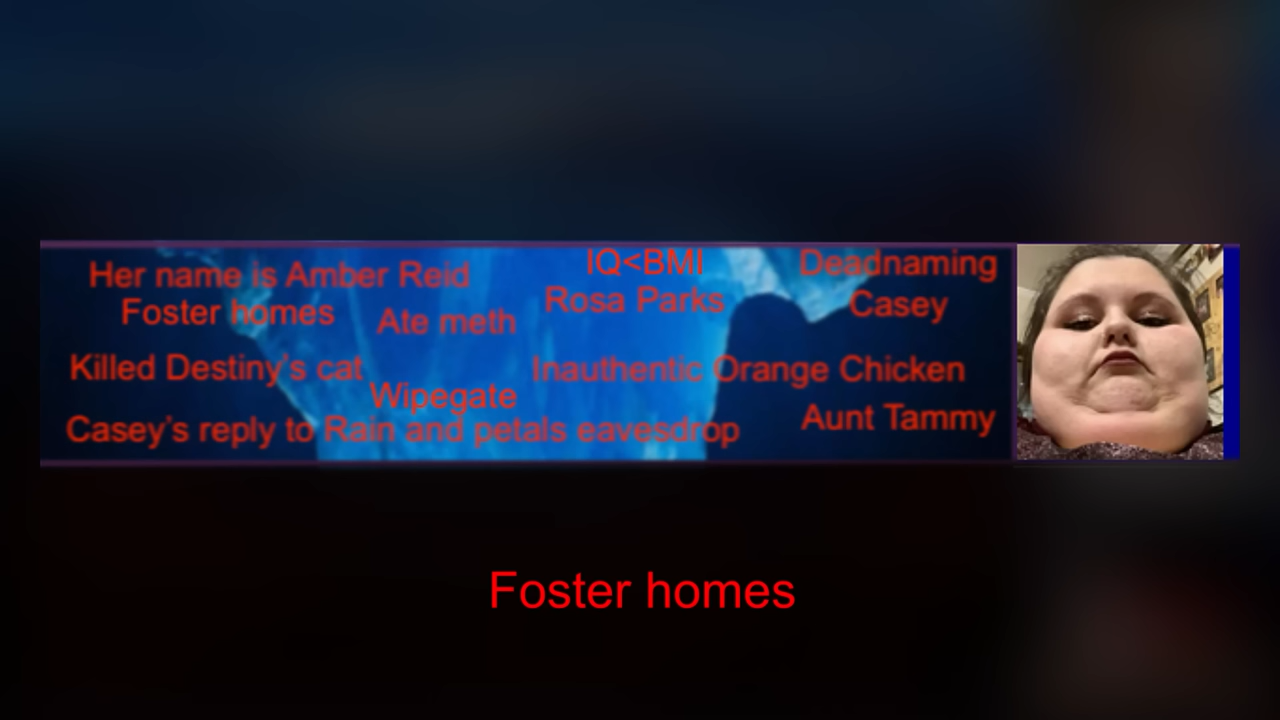 IQ<BMI
Deadnaming
Her name is Amber Reid
Rosa Parks
Casey
Foster homes
Ate meth
Killed Destiny's cat
Inauthentic Orange Chicken
Wipegate
Aunt Tammy
Casey's reply to Rain and petals eavesdrop
Foster homes